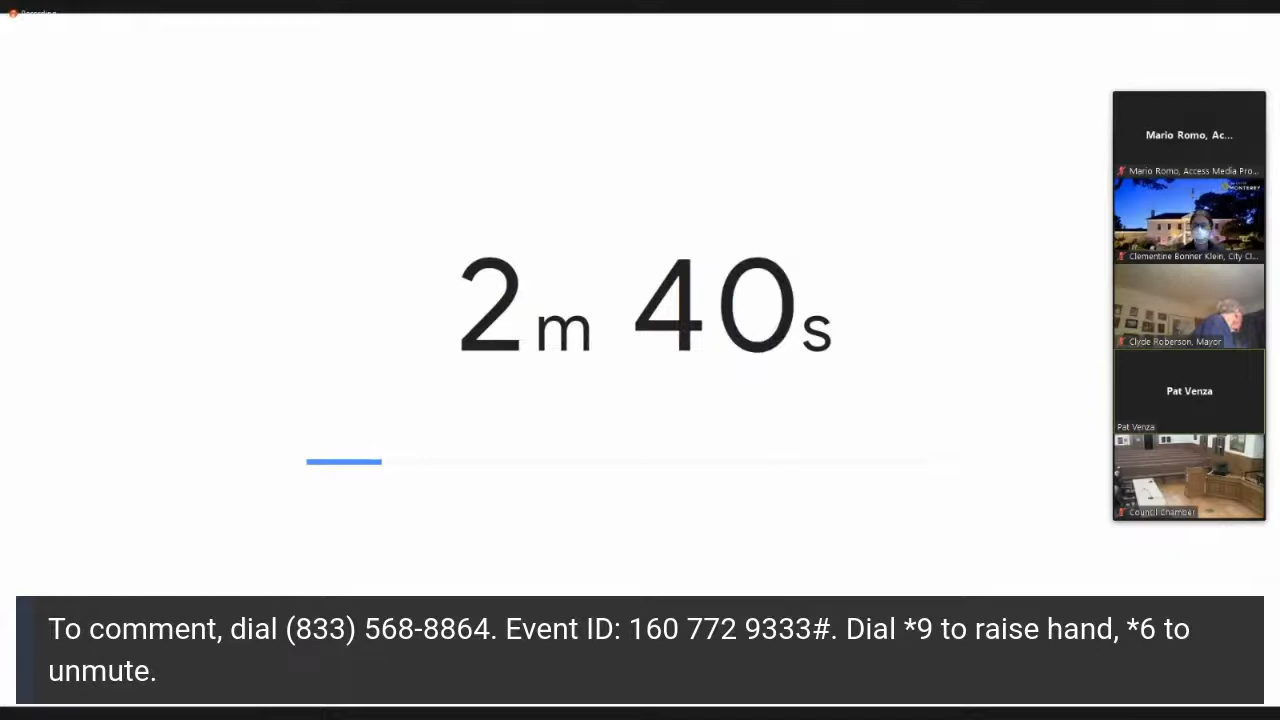 Recording
Mario Romo, Ac...
Mario Romo, Access Media Pro...
MONTEREY
Clementine Bonner Klein, City Cl...
2m 40s
Clyde Roberson, Mayor
Pat Venza
Pat Venza
Council Chamber
To comment, dial (833) 568-8864. Event ID: 160 772 9333#. Dial *9 to raise hand, *6 to
unmute.